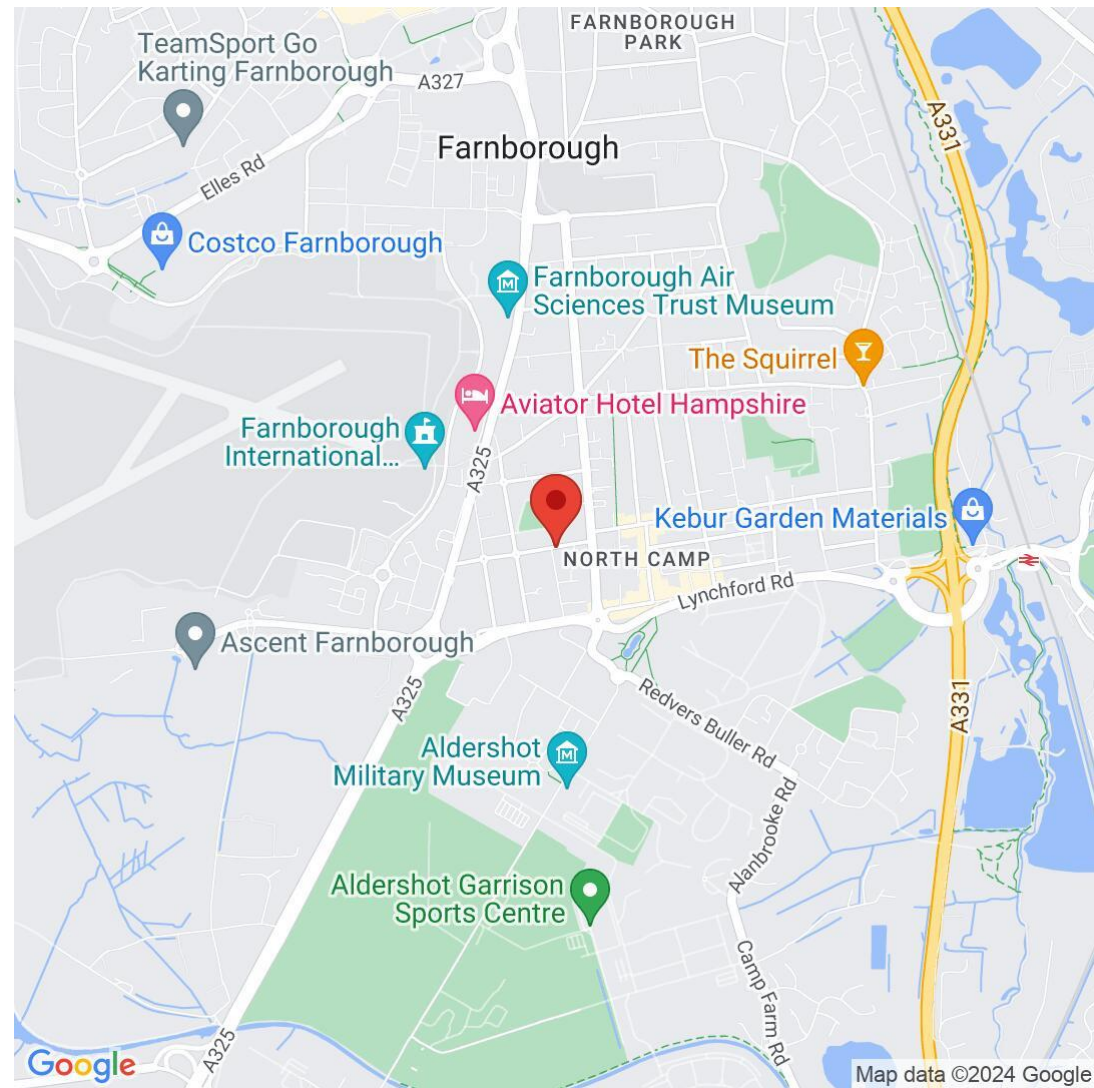 FARNBOROUGH
PARK
TeamSport Go
Karting Farnborough
A327
A331
Farnborough
Elles Rd
Costco Farnborough
Farnborough Air
Sciences Trust Museum
The Squirrel
Aviator Hotel Hampshire
Farnborough
International...
A325
Kebur Garden Materials
NORTH CAMP
Lynchford Rd
Ascent Farnborough
A325
Redvers Buller Rd
A331
Aldershot
Military Museum
Alanbrooke Rd
Aldershot Garrison
Sports Centre
Camp Farm Rd
A325
Google
Map data ©2024 Google